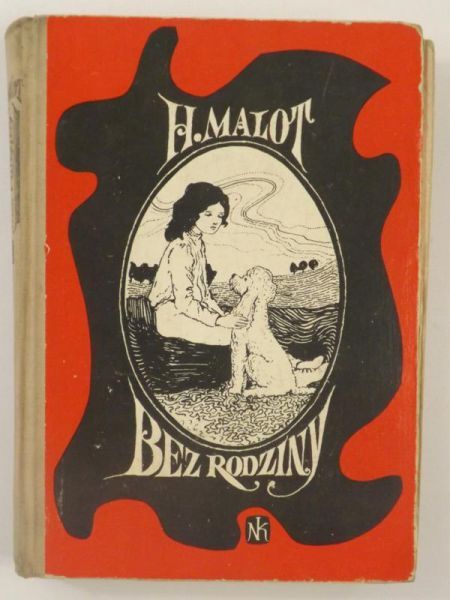 H. MALOT
BEZ RODZINY
NK